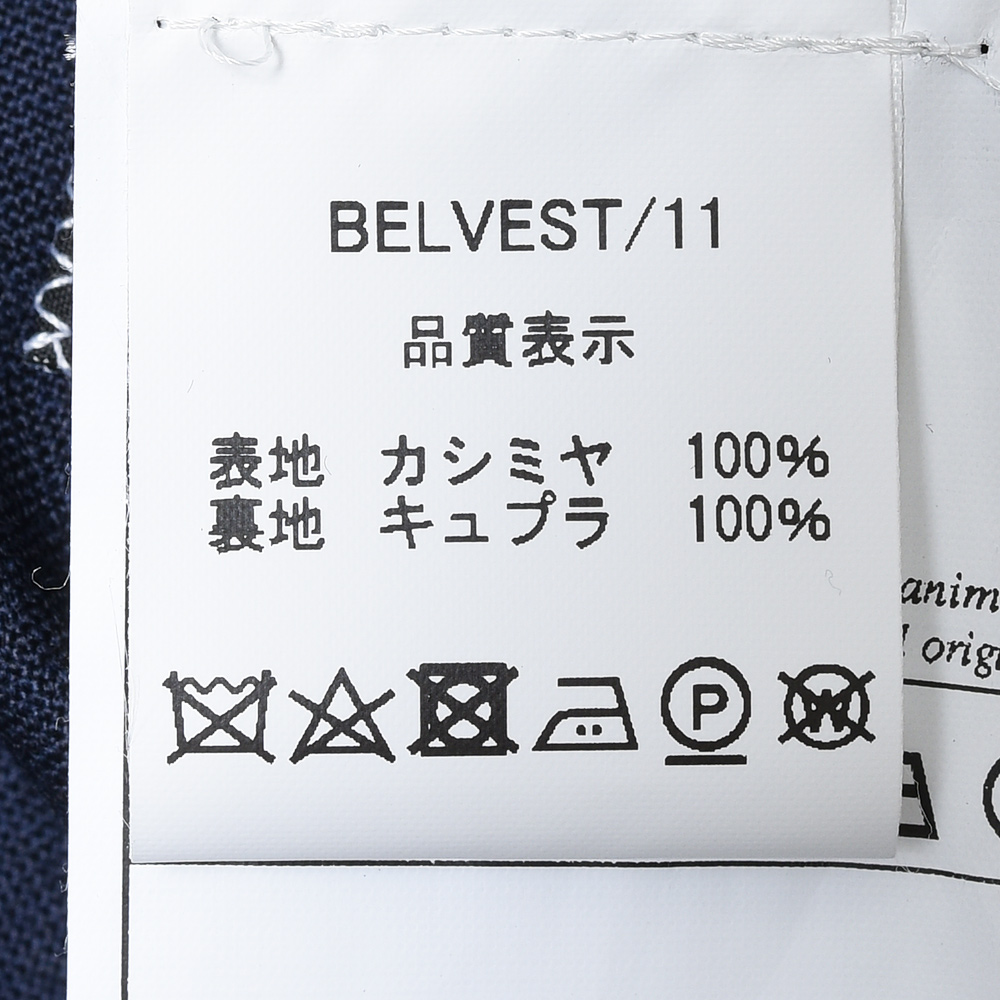 BELVEST/11
品質表示
表地 カシミヤ 100%
裏地 キュプラ 100%
P
W